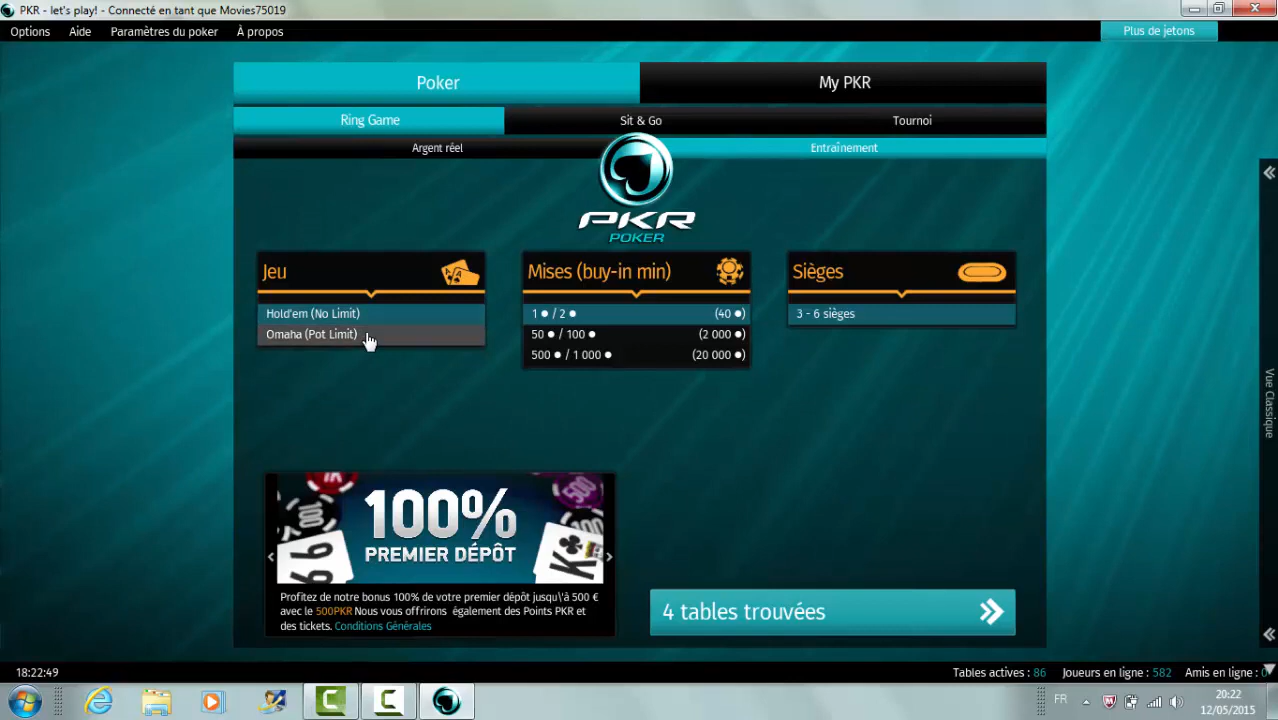 PKR - let's play! - Connecté en tant que Movies75019
Options Aide Paramètres du poker À propos Plus de jetons
Poker My PKR
Ring Game Sit & Go Tournoi
Argent réel Entraînement
PKR
POKER
Jeu Mises (buy-in min) Sièges
Hold'em (No Limit) 1 / 2 (40) 3 - 6 sièges
Omaha (Pot Limit) 50 / 100 (2 000)
500 / 1 000 (20 000)
Vue Classique
100%
PREMIER DÉPÔT
Profitez de notre bonus 100% de votre premier dépôt jusqu\'à 500 €
avec le 500PKR Nous vous offrirons également des Points PKR et
des tickets. Conditions Générales
4 tables trouvées
18:22:49 Tables actives : 86 Joueurs en ligne : 582 Amis en ligne : 0
FR 20:22
12/05/2015